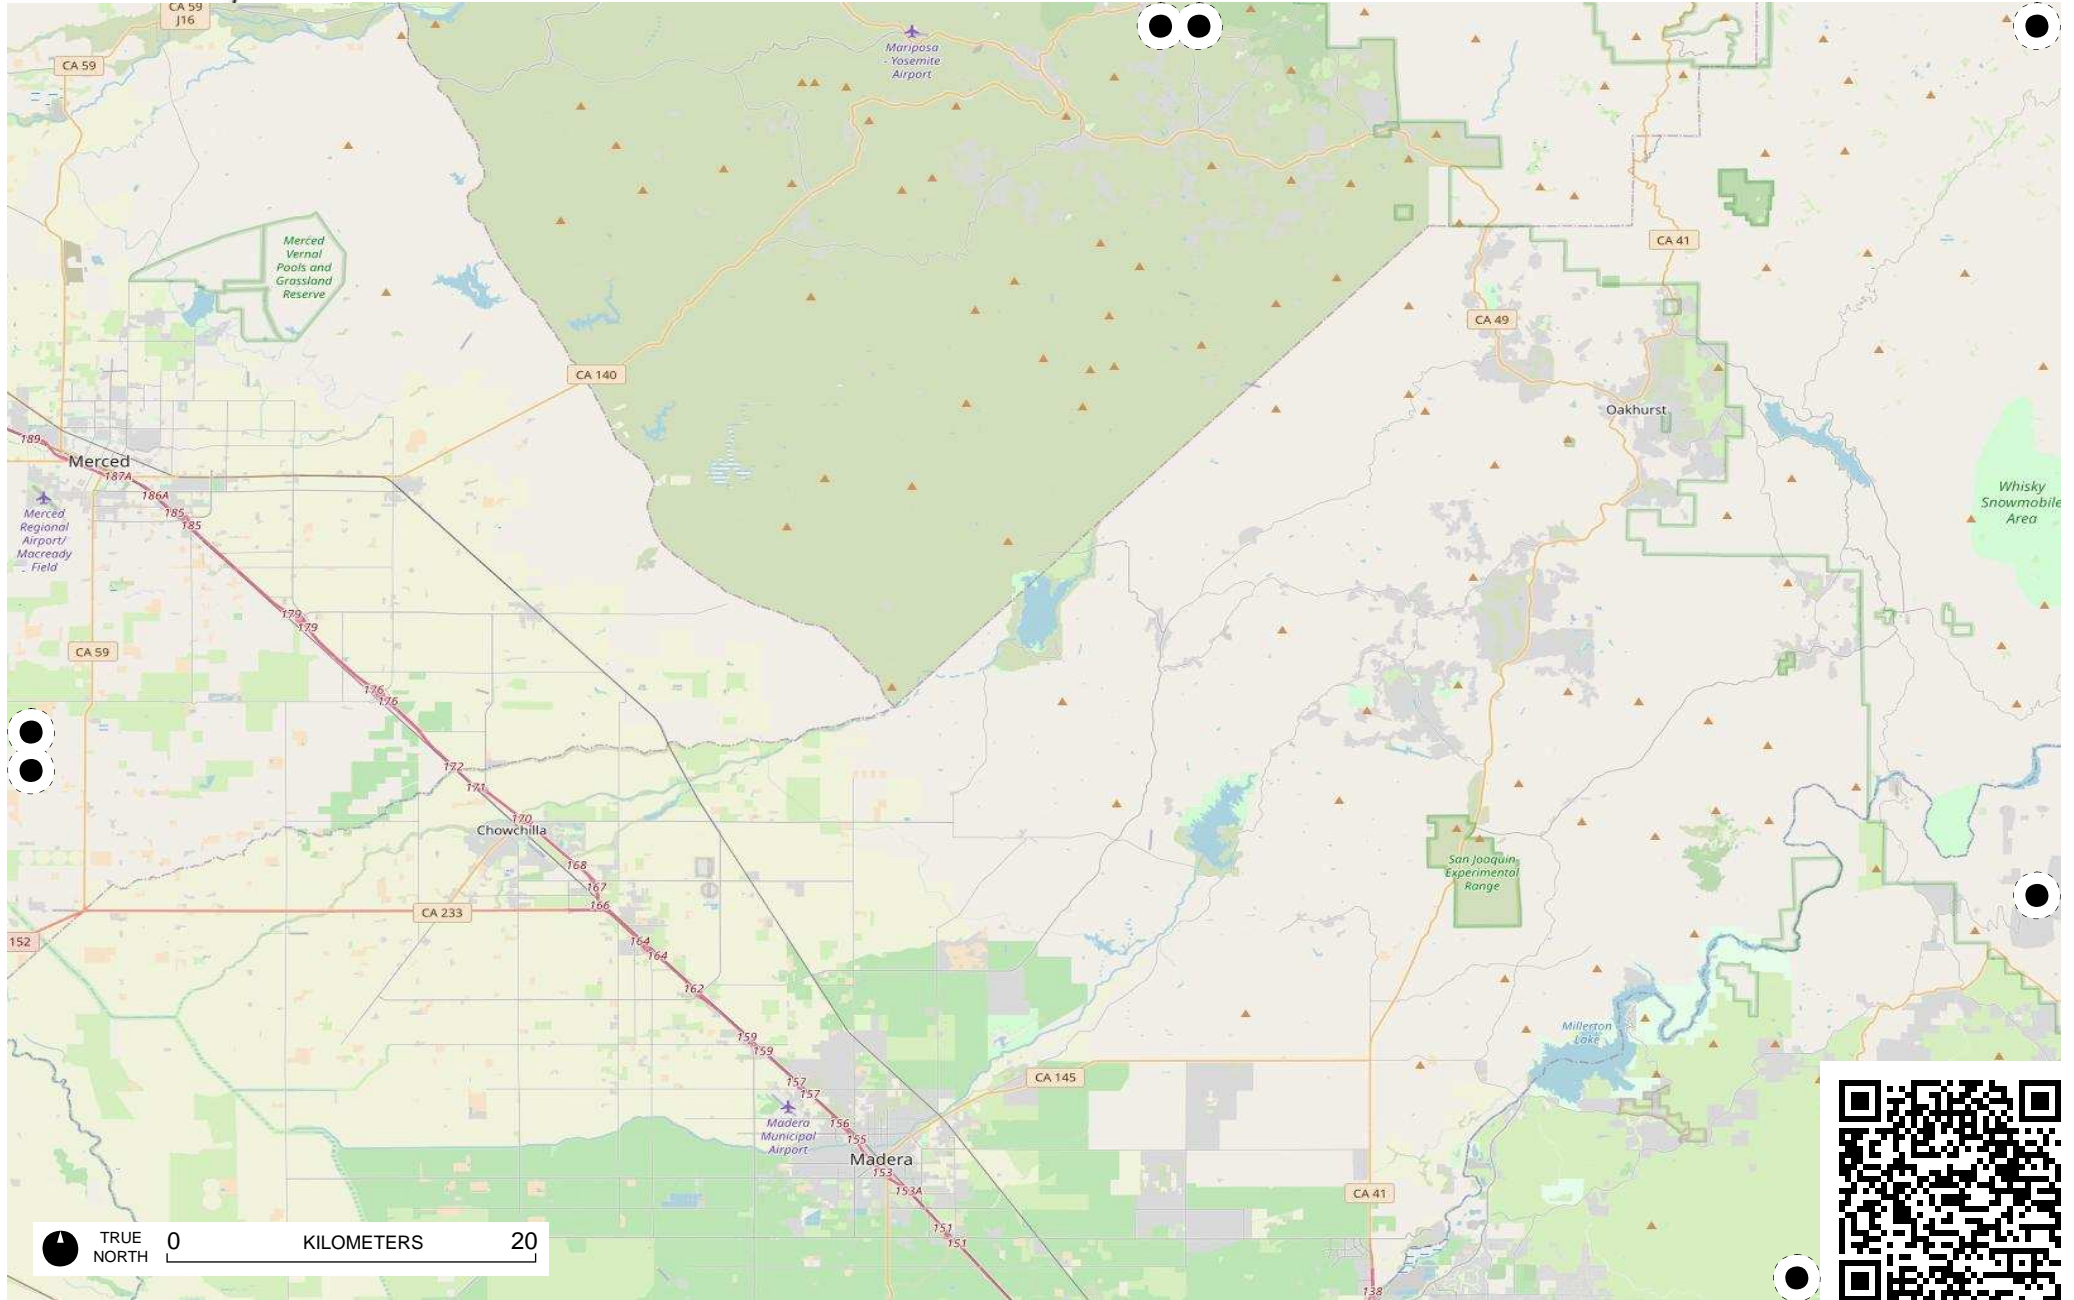 CA 59
J16
CA 59
Mariposa
- Yosemite
Airport
Merced
Vernal
Pools and
Grassland
Reserve
CA 41
CA 49
CA 140
Oakhurst
189
Merced
187A
186A
185
185
Merced
Regional
Airport/
Macready
Field
Whisky
Snowmobile
Area
179
179
CA 59
176
176
172
171
170
Chowchilla
168
167
166
CA 233
152
164
164
162
San Joaquin
Experimental
Range
159
159
157
157
156
155
Madera
Municipal
Airport
Madera
153
153A
151
151
CA 145
Millerton
Lake
CA 41
138
TRUE
NORTH
0 KILOMETERS 20